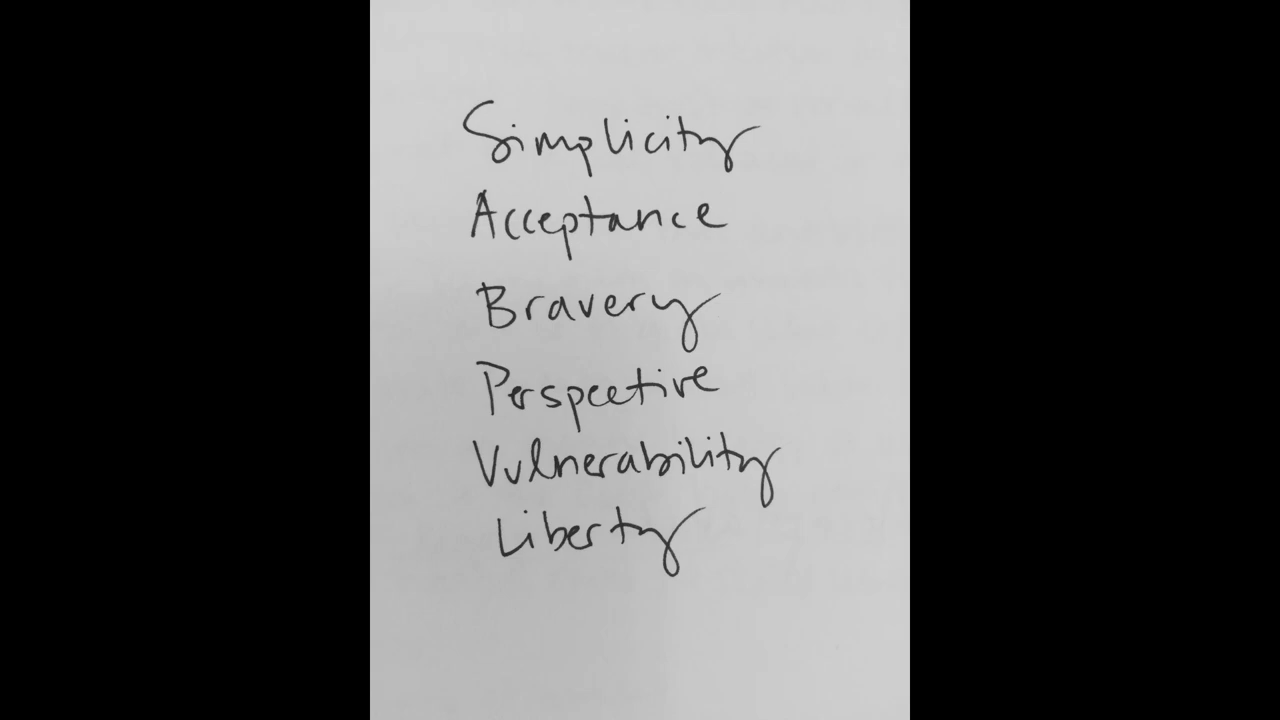 Simplicity
Acceptance
Bravery
Perspective
Vulnerability
Liberty